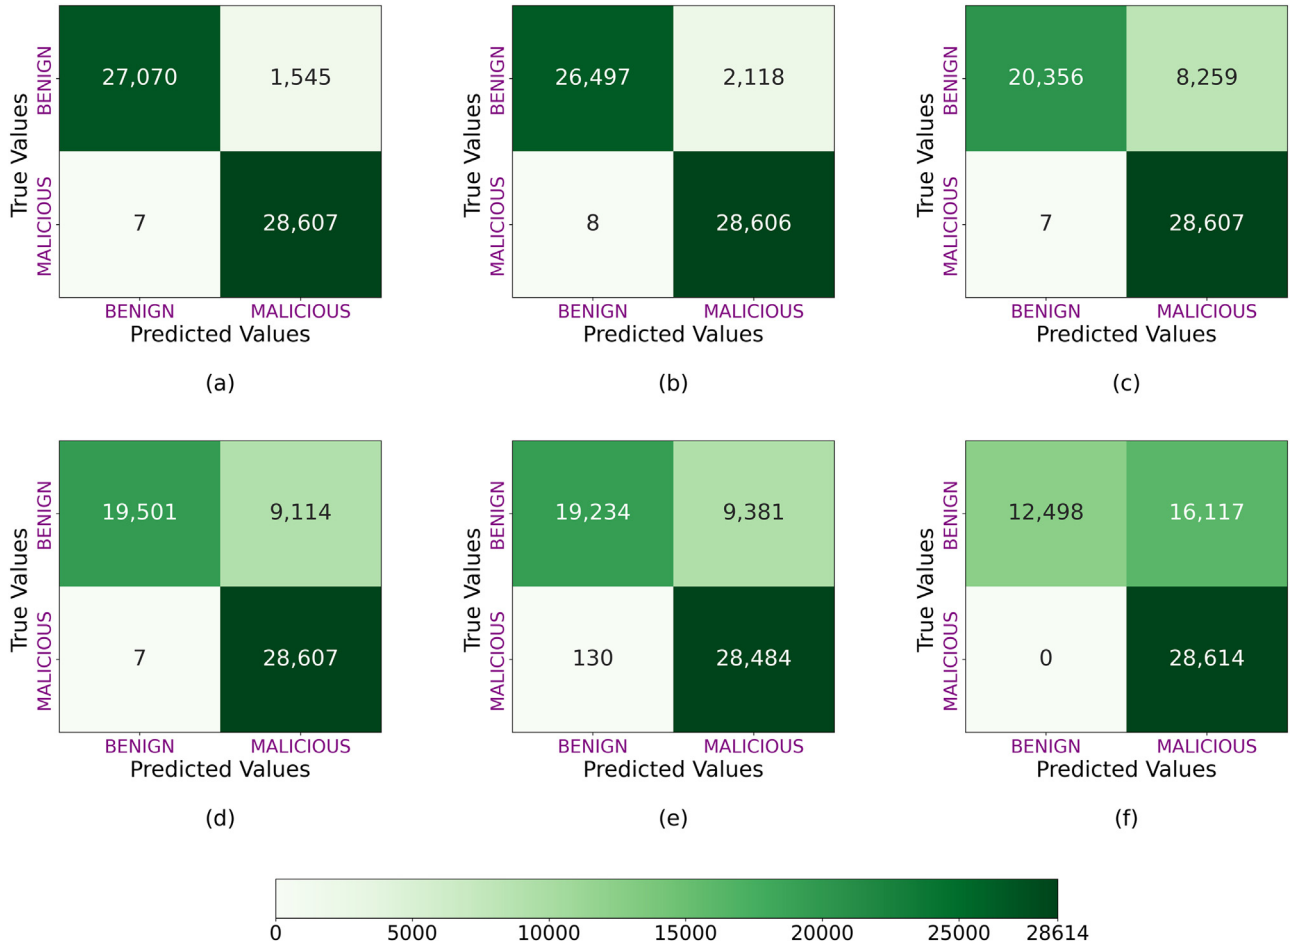 True Values
BENIGN
MALICIOUS
27,070 1,545
7 28,607
BENIGN MALICIOUS
Predicted Values
(a)
True Values
BENIGN
MALICIOUS
26,497 2,118
8 28,606
BENIGN MALICIOUS
Predicted Values
(b)
True Values
BENIGN
MALICIOUS
20,356 8,259
7 28,607
BENIGN MALICIOUS
Predicted Values
(c)
True Values
BENIGN
MALICIOUS
19,501 9,114
7 28,607
BENIGN MALICIOUS
Predicted Values
(d)
True Values
BENIGN
MALICIOUS
19,234 9,381
130 28,484
BENIGN MALICIOUS
Predicted Values
(e)
True Values
BENIGN
MALICIOUS
12,498 16,117
0 28,614
BENIGN MALICIOUS
Predicted Values
(f)
0 5000 10000 15000 20000 25000 28614